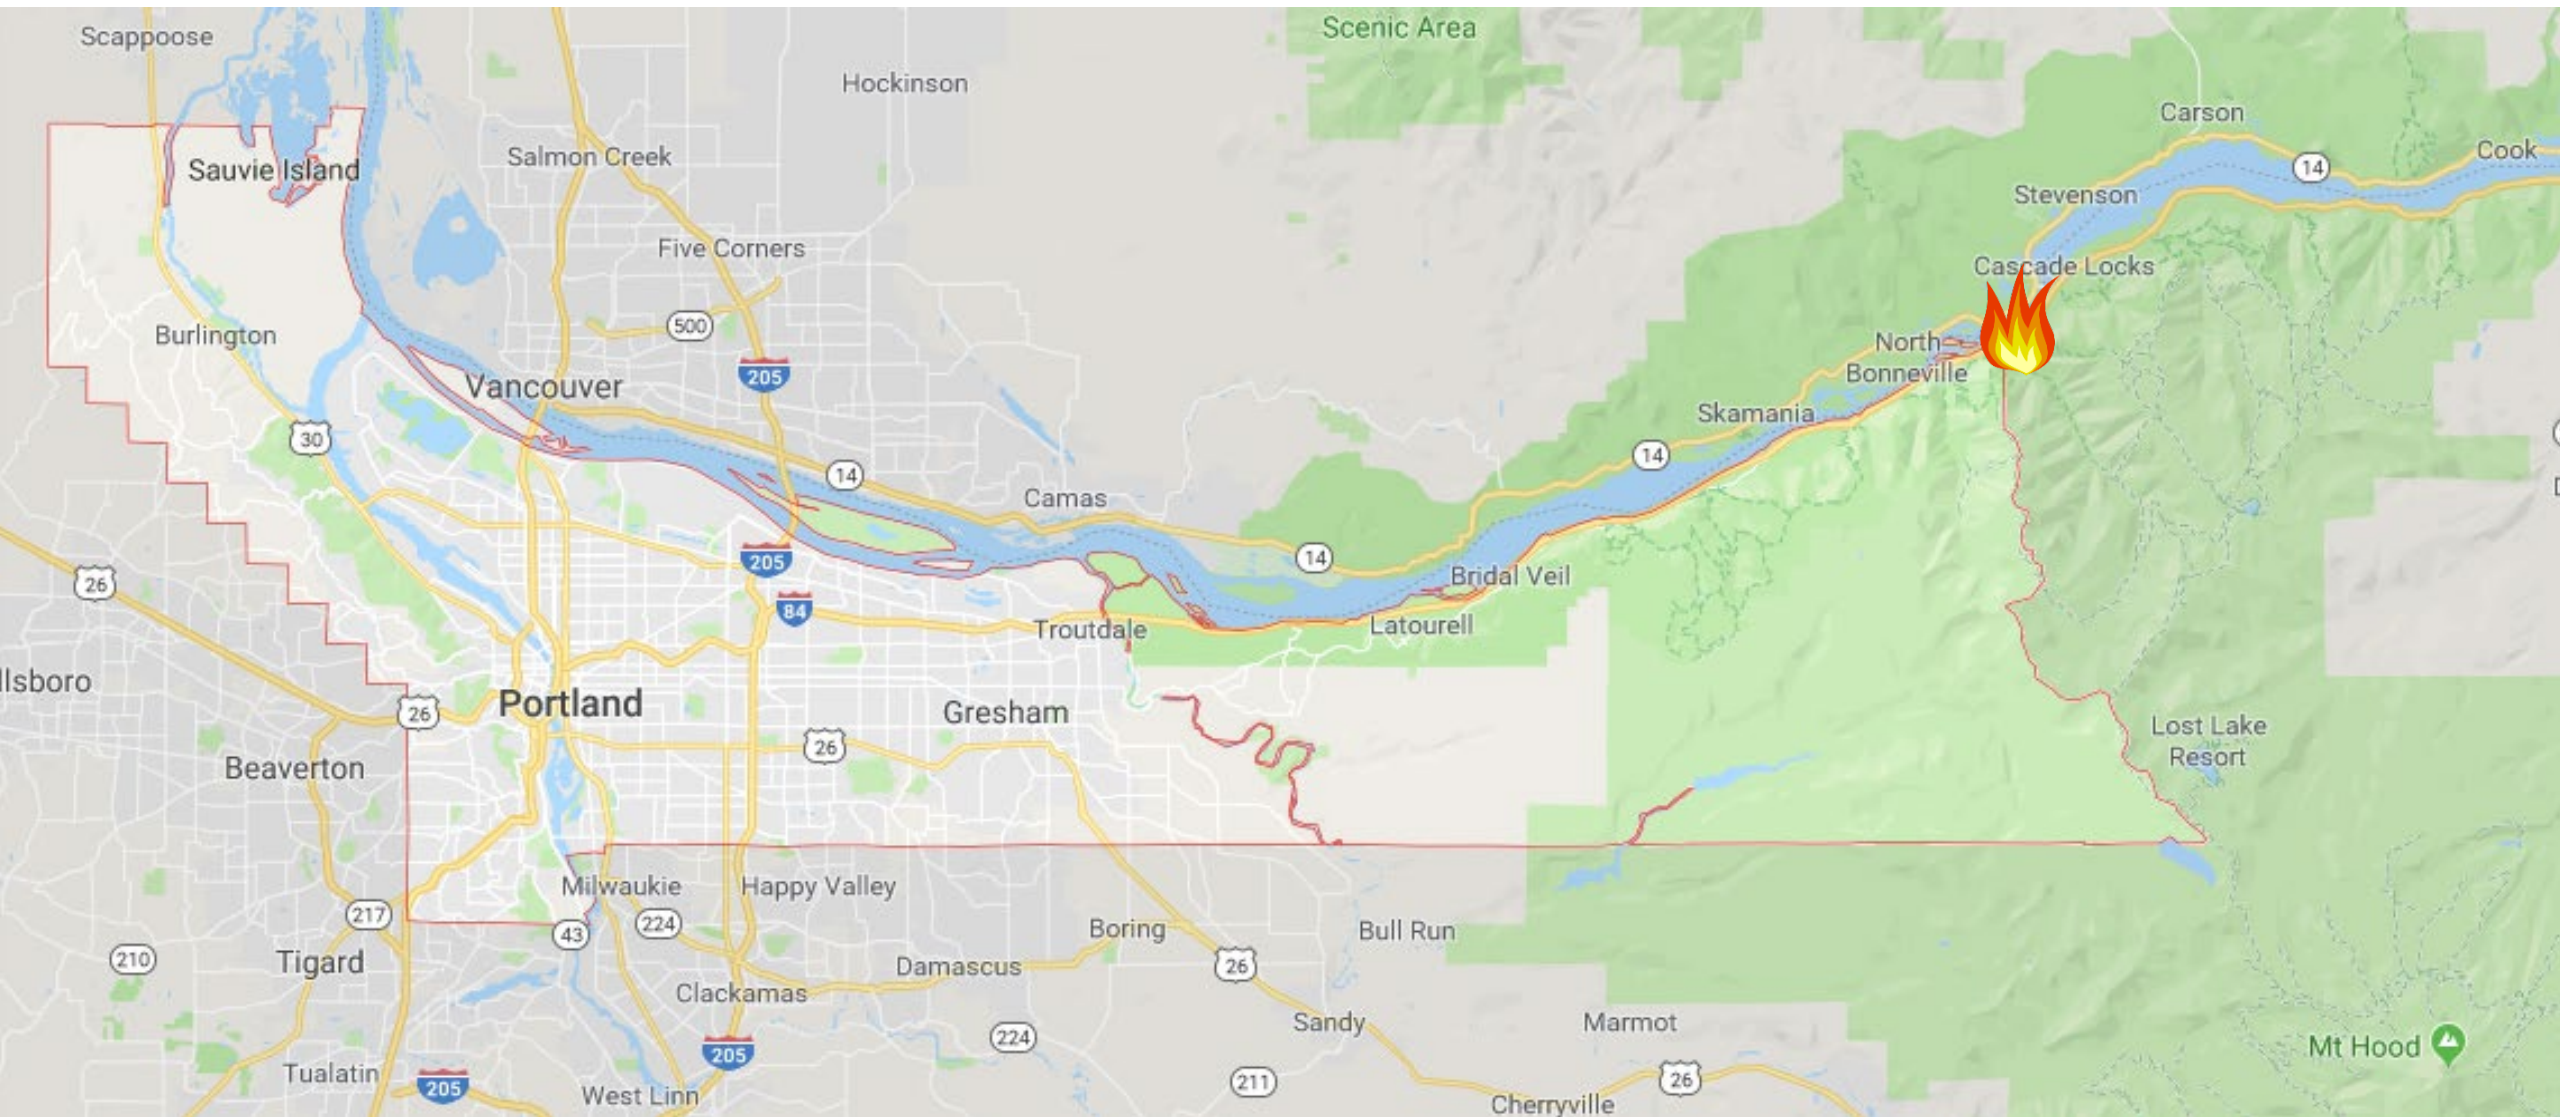 Scappoose
Scenic Area
Hockinson
Carson
Cook
Salmon Creek
14
Sauvie Island
Stevenson
Five Corners
Cascade Locks
500
Burlington
North
Bonneville
205
Vancouver
Skamania
30
14
14
Camas
14
205
Bridal Veil
26
84
Troutdale
Latourell
llsboro
Portland
26
Gresham
Lost Lake
Resort
26
Beaverton
Milwaukie
Happy Valley
217
224
43
Boring
Bull Run
210
Tigard
Damascus
26
Clackamas
Sandy
Marmot
224
Mt Hood
205
Tualatin
205
211
26
West Linn
Cherryville